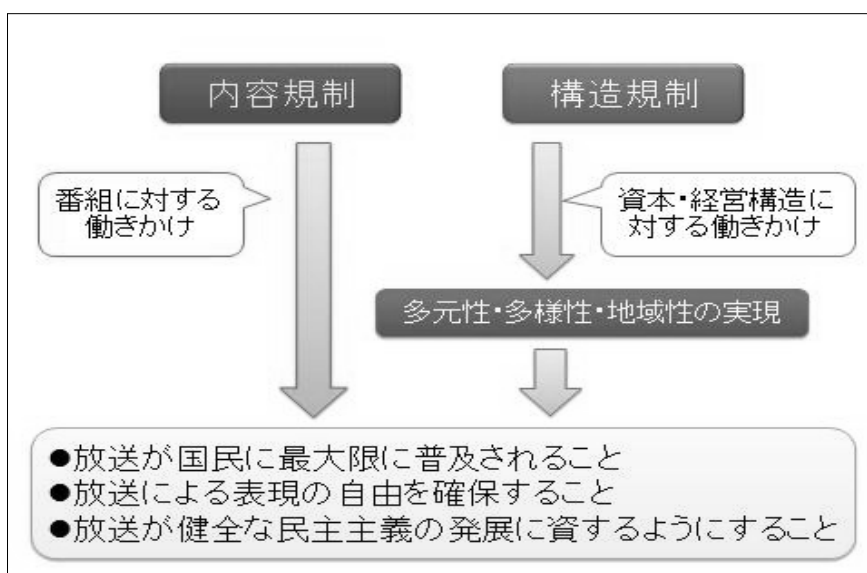 内容規制
構造規制
番組に対する
働きかけ
資本・経営構造に
対する働きかけ
多元性・多様性・地域性の実現
●放送が国民に最大限に普及されること
●放送による表現の自由を確保すること
●放送が健全な民主主義の発展に資するようにすること